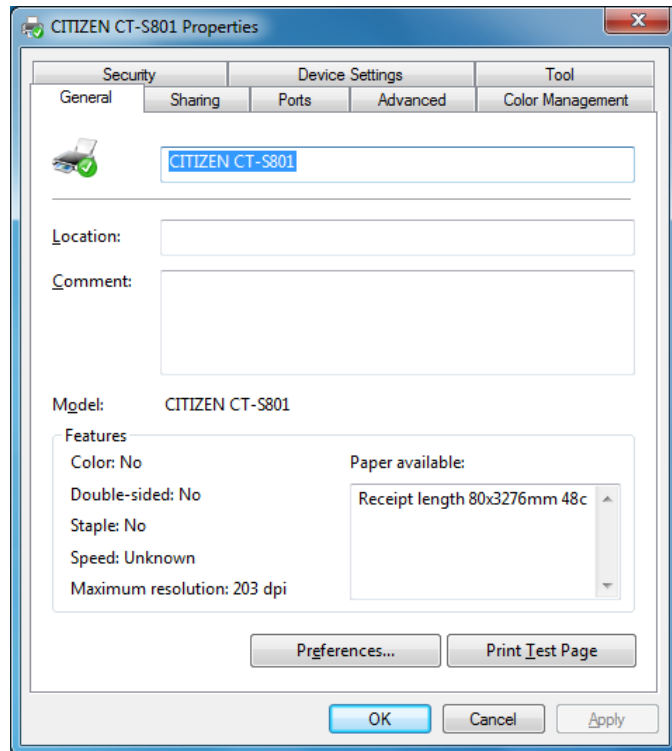 CITIZEN CT-S801 Properties
Security Device Settings Tool
General Sharing Ports Advanced Color Management
CITIZEN CT-S801
Location:
Comment:
Model: CITIZEN CT-S801
Features
Color: No Paper available:
Double-sided: No Receipt length 80x3276mm 48c
Staple: No
Speed: Unknown
Maximum resolution: 203 dpi
Preferences... Print Test Page
OK Cancel Apply